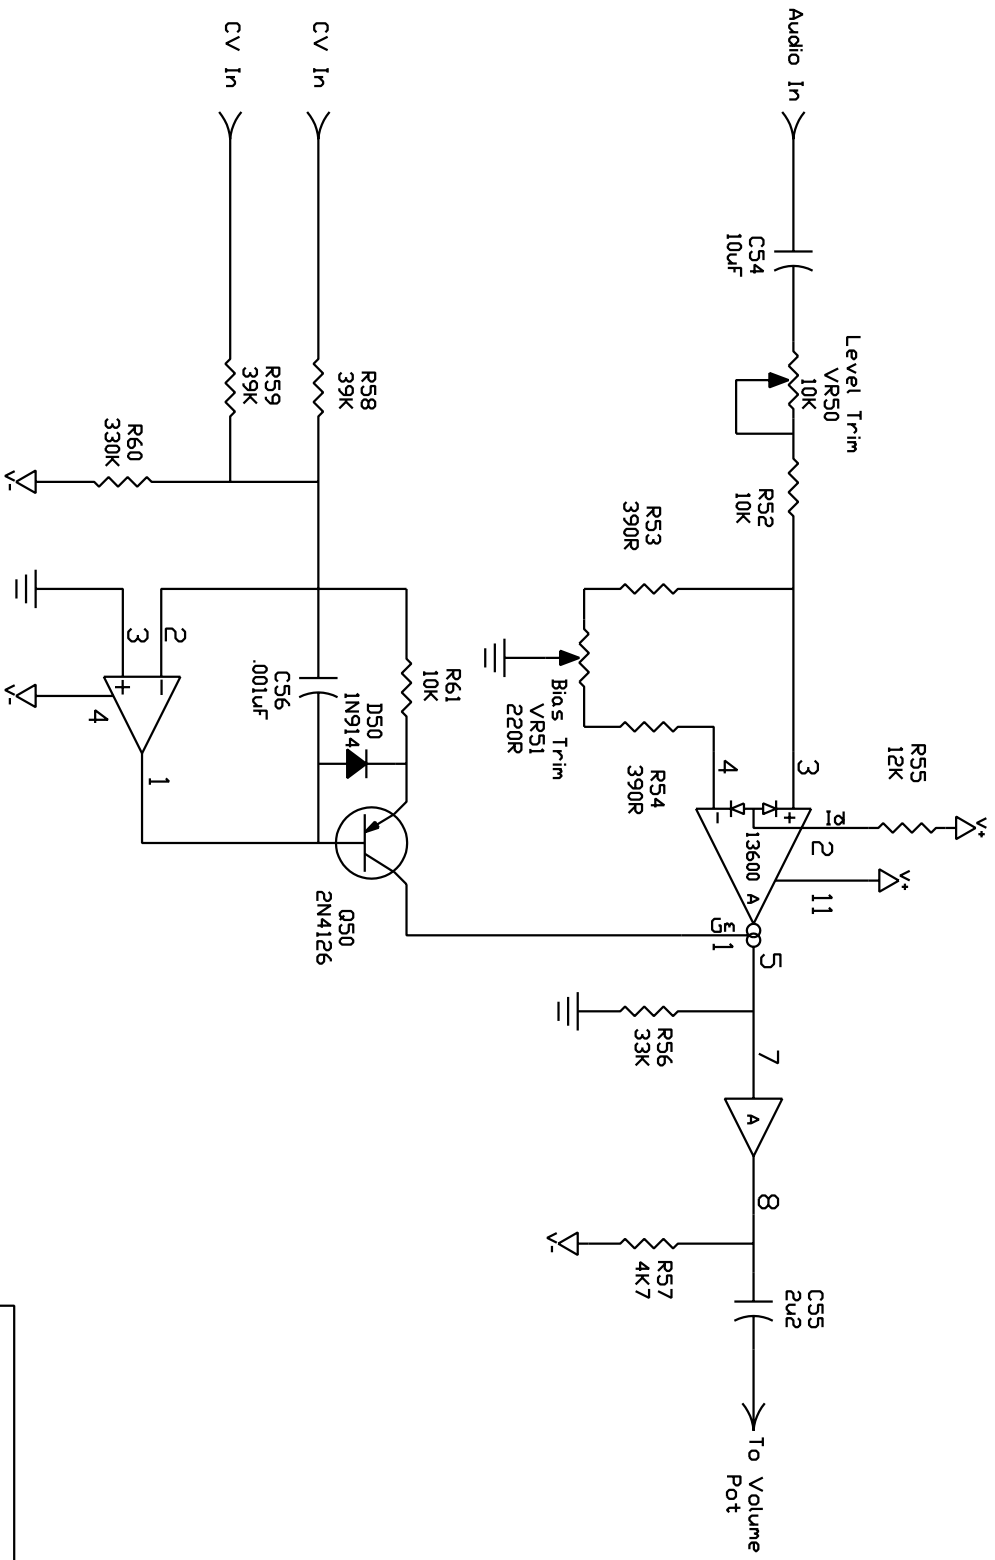 Audio In
C54
10uF
Level Trim
VR50
10K
R52
10K
R53
390R
Bias Trim
VR51
220R
R54
390R
R55
12K
V+
V+
3
4
Id
2
11
+
-
13600
A
Gm
1
5
R56
33K
7
A
8
R57
4K7
V-
C55
2u2
To Volume
Pot
CV In
CV In
R58
39K
R59
39K
R60
330K
V-
R61
10K
D50
1N914
C56
.001uF
2
3
-
+
4
V-
1
Q50
2N4126